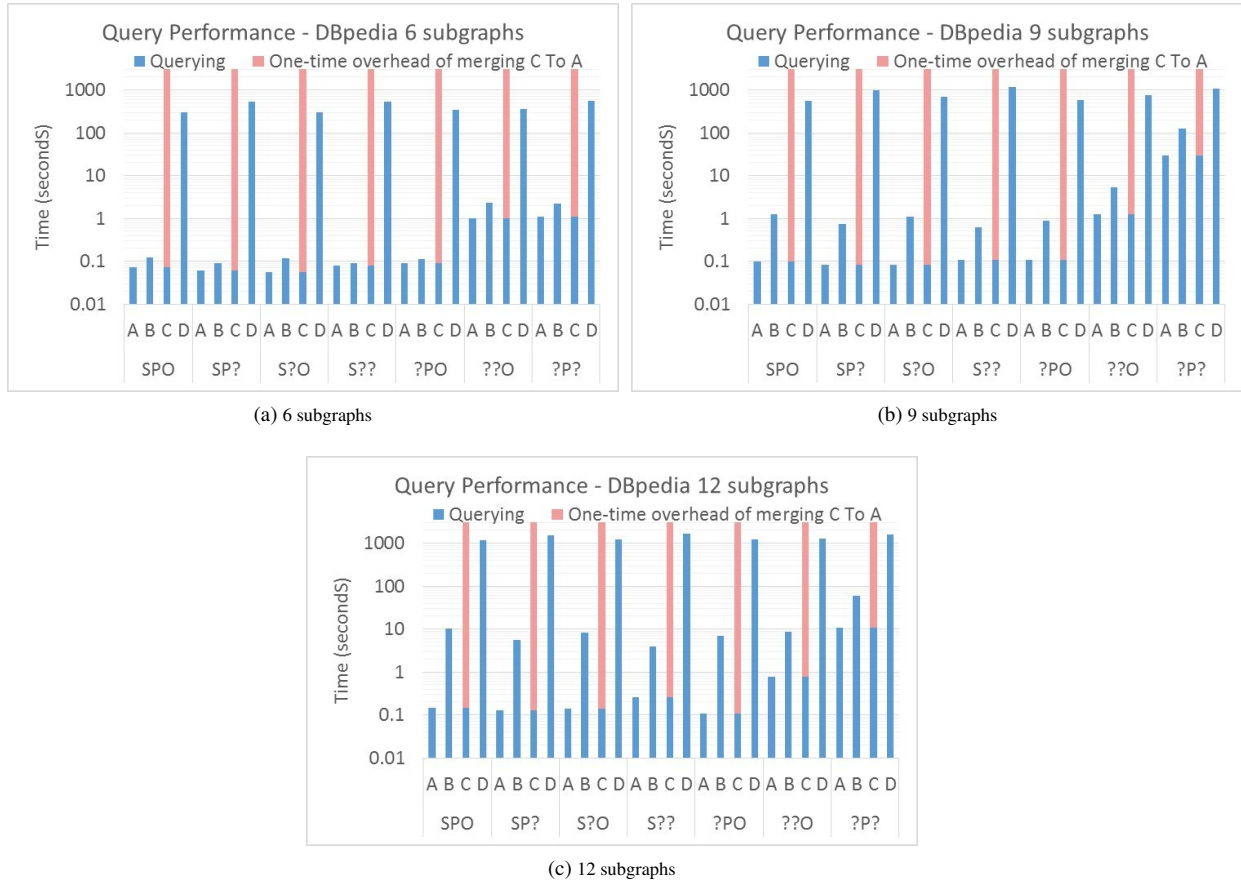 Query Performance - DBpedia 6 subgraphs
Querying One-time overhead of merging C To A
1000
100
10
1
0.1
0.01
Time (secondS)
A B C D A B C D A B C D A B C D A B C D A B C D A B C D
SPO SP? S?O S?? ?PO ??O ?P?
(a) 6 subgraphs
Query Performance - DBpedia 9 subgraphs
Querying One-time overhead of merging C To A
1000
100
10
1
0.1
0.01
Time (secondS)
A B C D A B C D A B C D A B C D A B C D A B C D A B C D
SPO SP? S?O S?? ?PO ??O ?P?
(b) 9 subgraphs
Query Performance - DBpedia 12 subgraphs
Querying One-time overhead of merging C To A
1000
100
10
1
0.1
0.01
Time (secondS)
A B C D A B C D A B C D A B C D A B C D A B C D A B C D
SPO SP? S?O S?? ?PO ??O ?P?
(c) 12 subgraphs